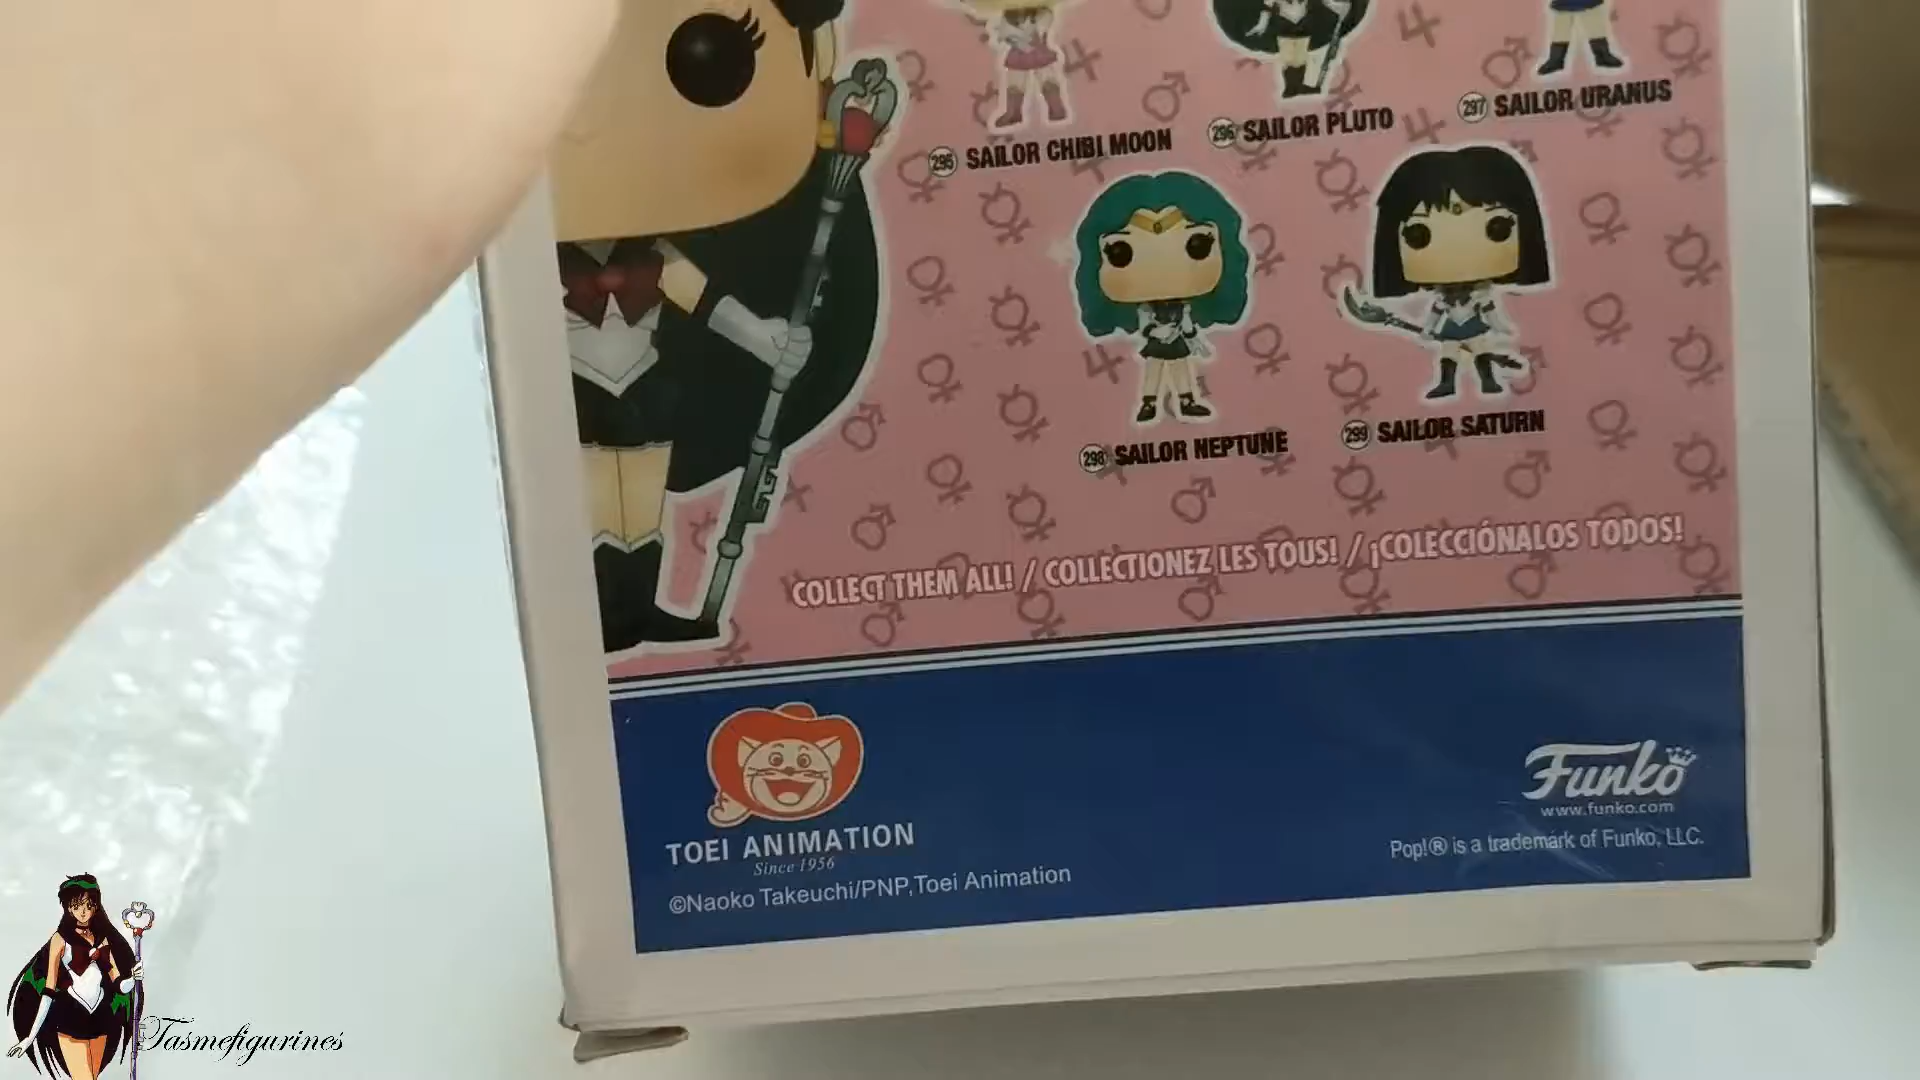 297 SAILOR URANUS
296 SAILOR PLUTO
295 SAILOR CHIBI MOON
298 SAILOR NEPTUNE
299 SAILOR SATURN
COLLECT THEM ALL! / COLLECTIONEZ LES TOUS! / ¡COLECCIÓNALOS TODOS!
TOEI ANIMATION
Since 1956
©Naoko Takeuchi/PNP,Toei Animation
Funko
www.funko.com
Pop!® is a trademark of Funko, LLC.
Tasmefigurines